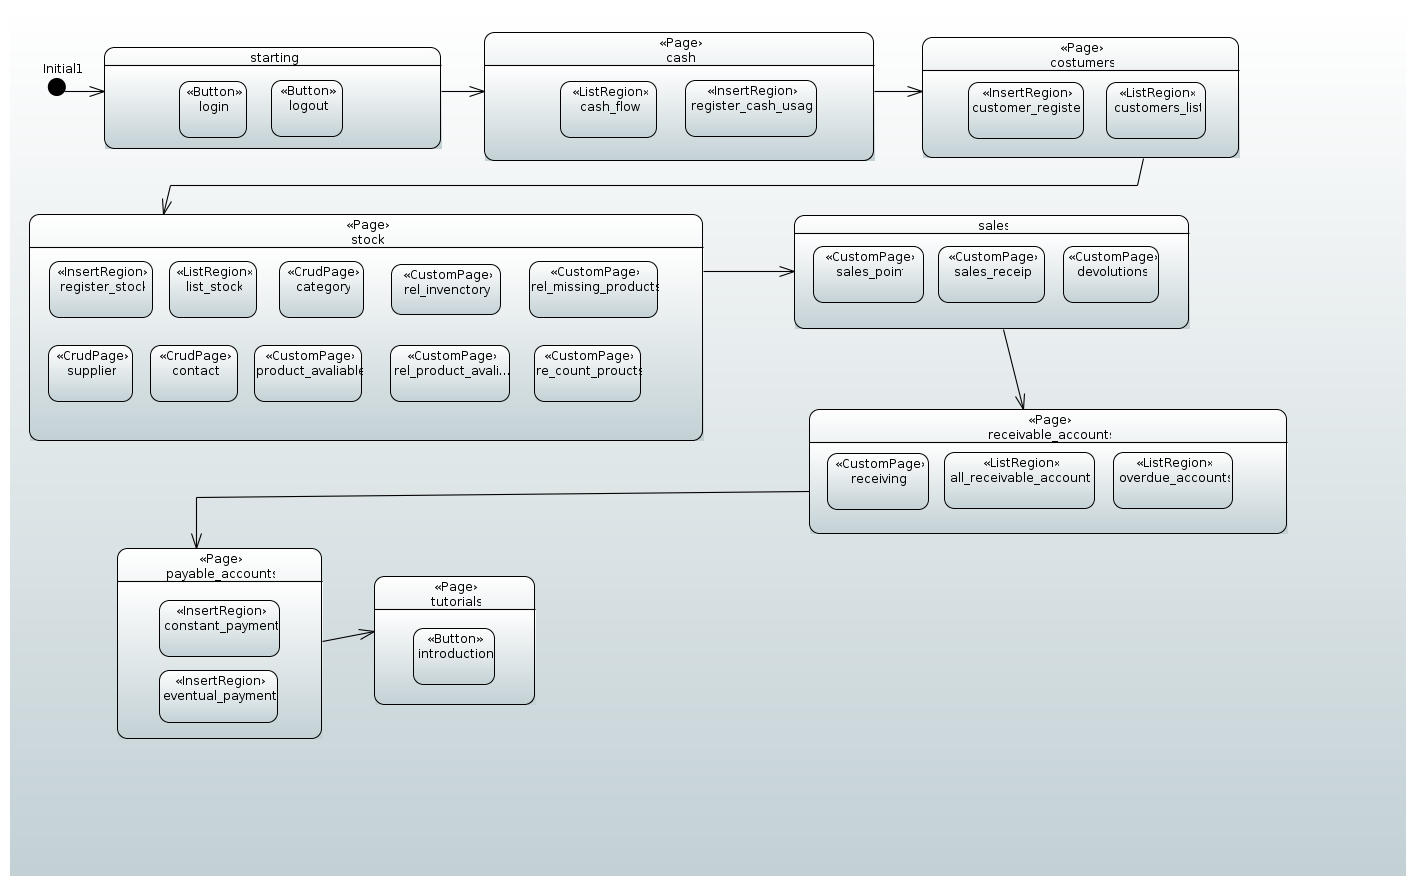 Initial1
starting
«Button»
login
«Button»
logout
«Page›
cash
«ListRegion›
cash_flow
«InsertRegion›
register_cash_usag
«Page›
costumers
«InsertRegion›
customer_registe
«ListRegion›
customers_list
«Page›
stock
«InsertRegion›
register_stock
«ListRegion›
list_stock
«CrudPage›
category
«CustomPage›
rel_invenctory
«CustomPage›
rel_missing_products
«CrudPage›
supplier
«CrudPage›
contact
«CustomPage›
product_avaliable
«CustomPage›
rel_product_avali...
«CustomPage›
re_count_proucts
sales
«CustomPage›
sales_point
«CustomPage›
sales_receip
«CustomPage›
devolutions
«Page›
receivable_accounts
«CustomPage›
receiving
«ListRegion›
all_receivable_account
«ListRegion›
overdue_accounts
«Page›
payable_accounts
«InsertRegion›
constant_payment
«InsertRegion›
eventual_payment
«Page›
tutorials
«Button»
introduction